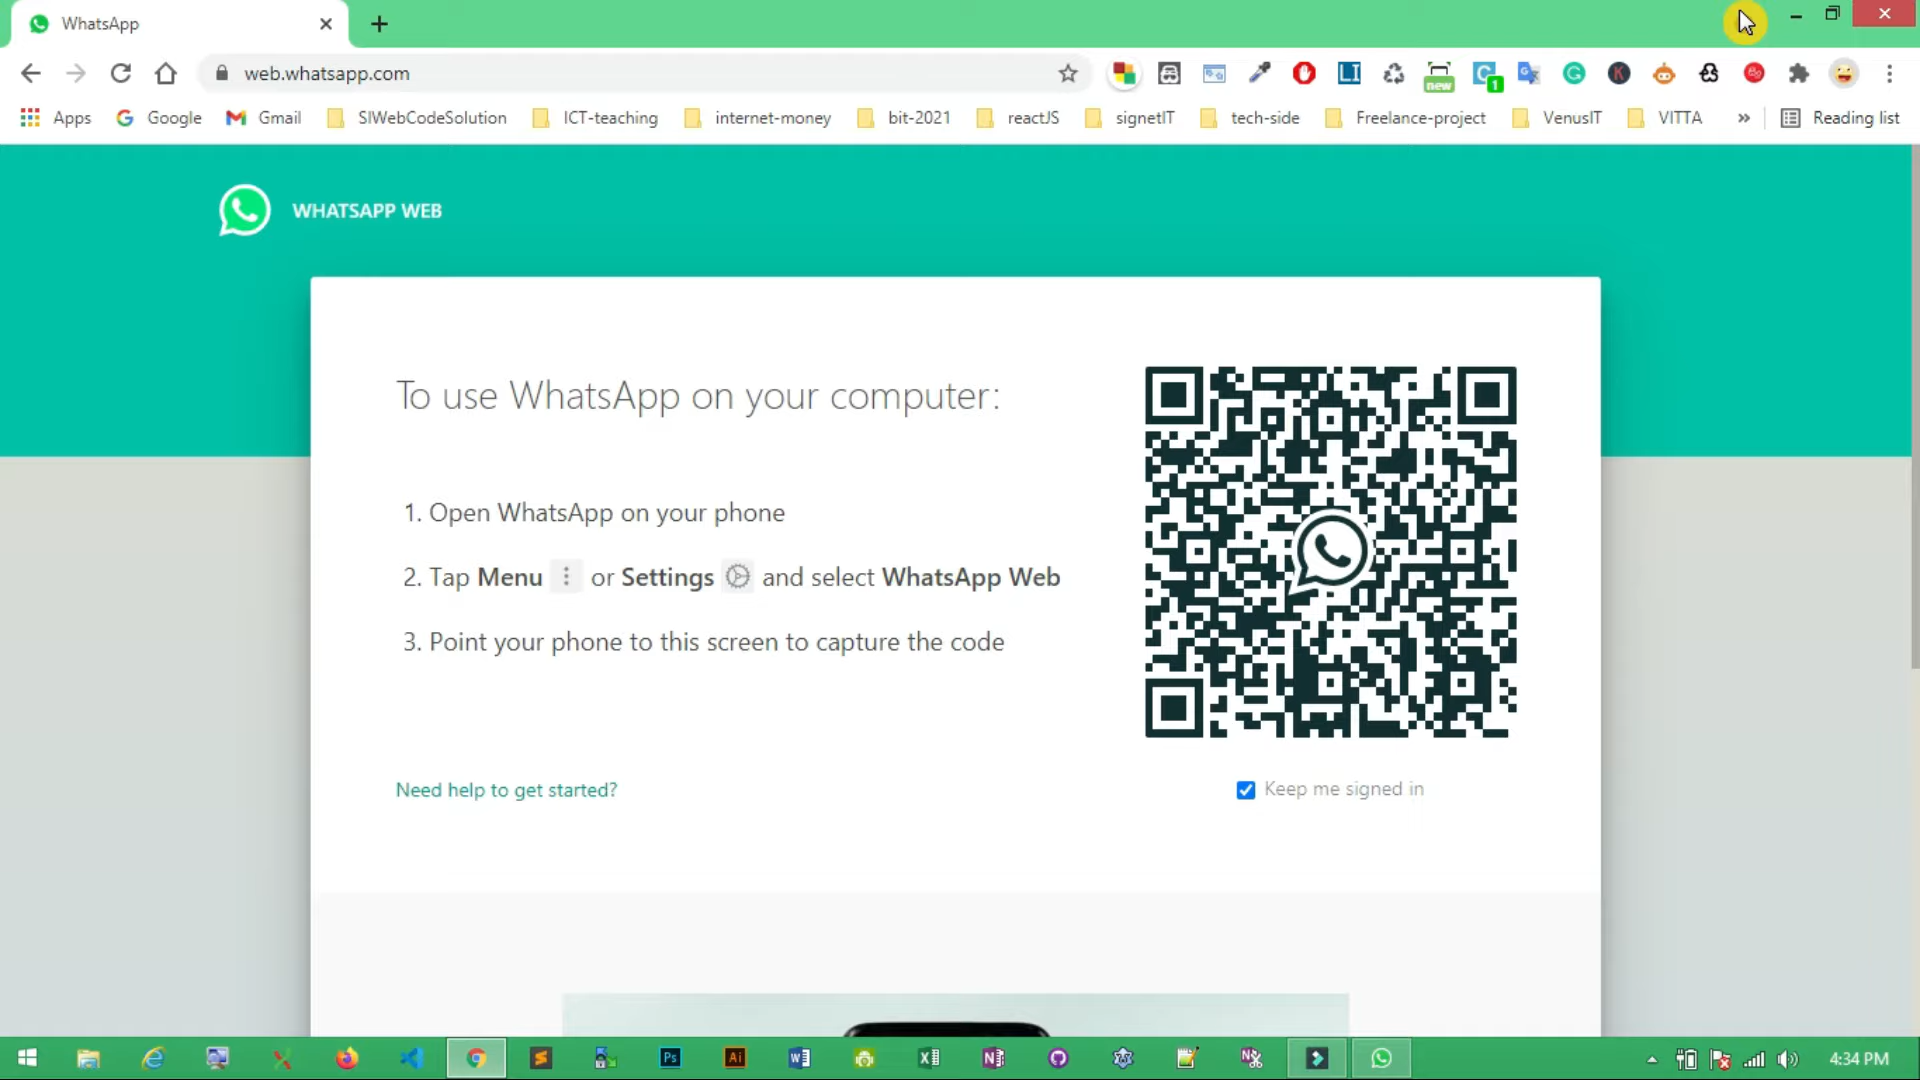 WhatsApp
web.whatsapp.com
new
1
Apps Google Gmail SIWebCodeSolution ICT-teaching internet-money bit-2021 reactJS signetIT tech-side Freelance-project VenusIT VITTA » Reading list
WHATSAPP WEB
To use WhatsApp on your computer:
1. Open WhatsApp on your phone
2. Tap Menu or Settings and select WhatsApp Web
3. Point your phone to this screen to capture the code
Need help to get started?
Keep me signed in
4:34 PM